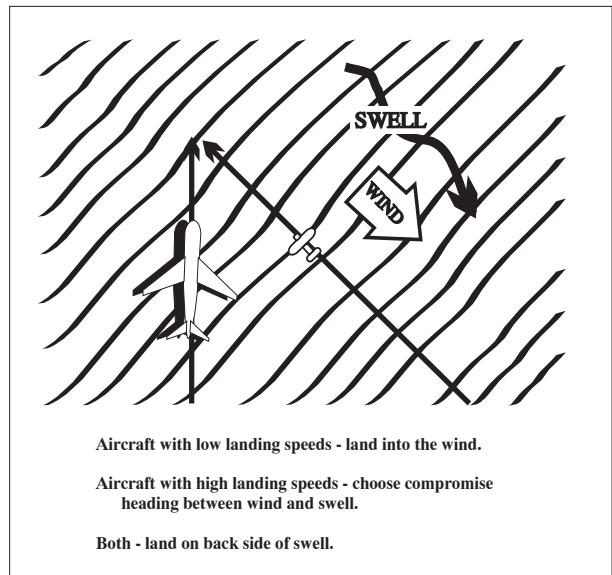 SWELL
WIND
Aircraft with low landing speeds - land into the wind.
Aircraft with high landing speeds - choose compromise
heading between wind and swell.
Both - land on back side of swell.